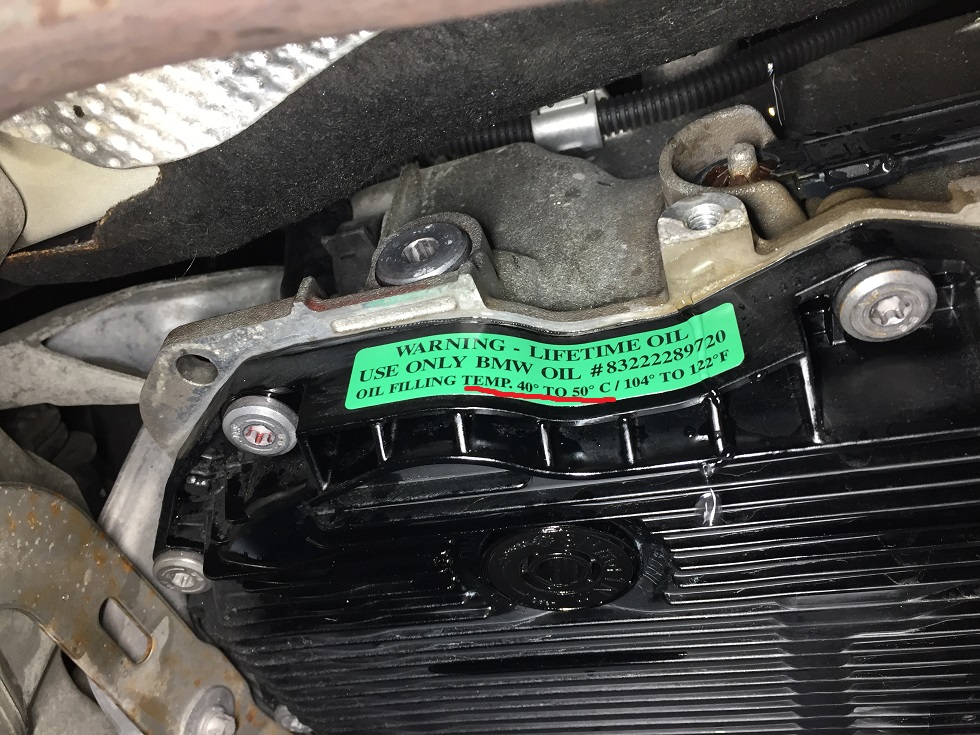 WARNING - LIFETIME OIL
USE ONLY BMW OIL #83222289720
OIL FILLING TEMP. 40° TO 50° C / 104° TO 122°F